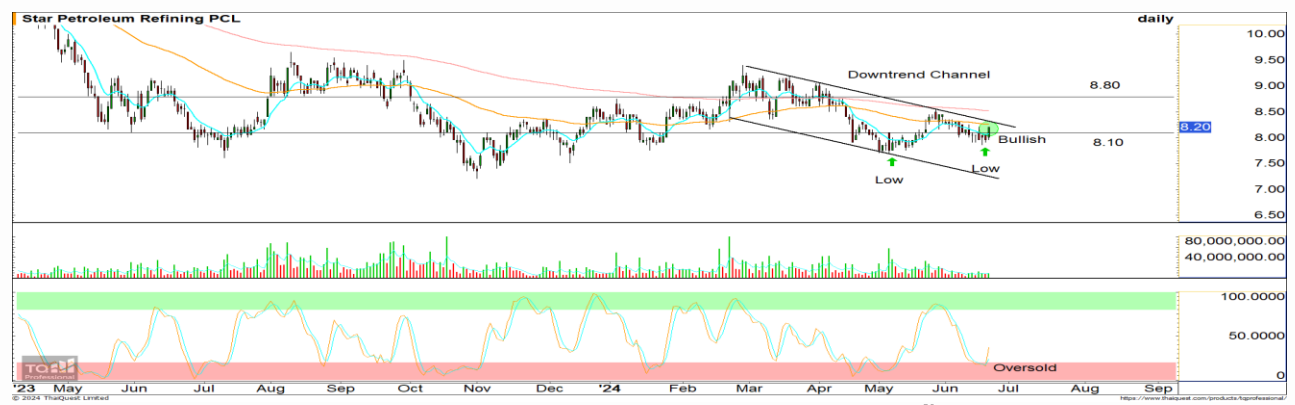 Star Petroleum Refining PCL
daily
10.00
9.50
9.00
8.50
8.20
8.00
7.50
7.00
6.50
Downtrend Channel
8.80
Bullish
8.10
Low
Low
80,000,000.00
40,000,000.00
100.0000
50.0000
0
Oversold
TQ
Professional
'23 May Jun Jul Aug Sep Oct Nov Dec '24 Feb Mar Apr May Jun Jul Aug Sep
© 2024 ThaiQuest Limited
https://www.thaiquest.com/products/tqprofessional/